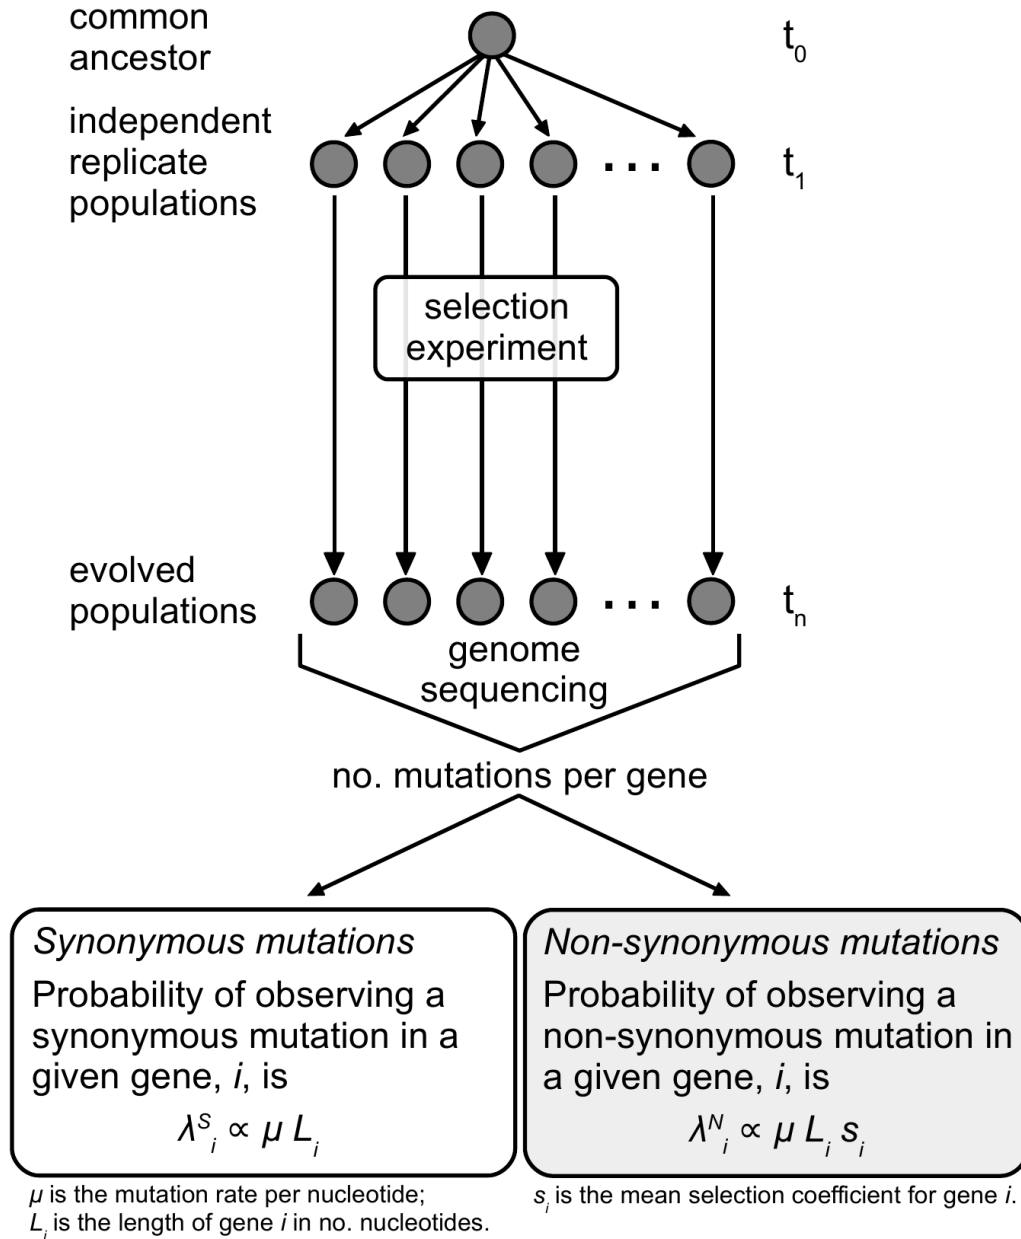 common
ancestor
t0
independent
replicate
populations
. . .
t1
selection
experiment
evolved
populations
. . .
tn
genome
sequencing
no. mutations per gene
Synonymous mutations
Probability of observing a
synonymous mutation in a
given gene, i, is
λSi ∝ μ Li
Non-synonymous mutations
Probability of observing a
non-synonymous mutation in
a given gene, i, is
λNi ∝ μ Li si
μ is the mutation rate per nucleotide;
Li is the length of gene i in no. nucleotides.
si is the mean selection coefficient for gene i.